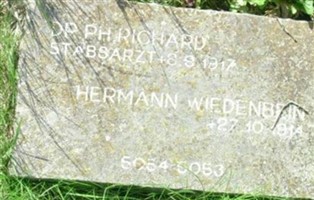 DR. PH. RICHARD
STABSARZT + 8.9.1917
HERMANN WIEDENBEIN
+ 27.10.1914
5054 5053